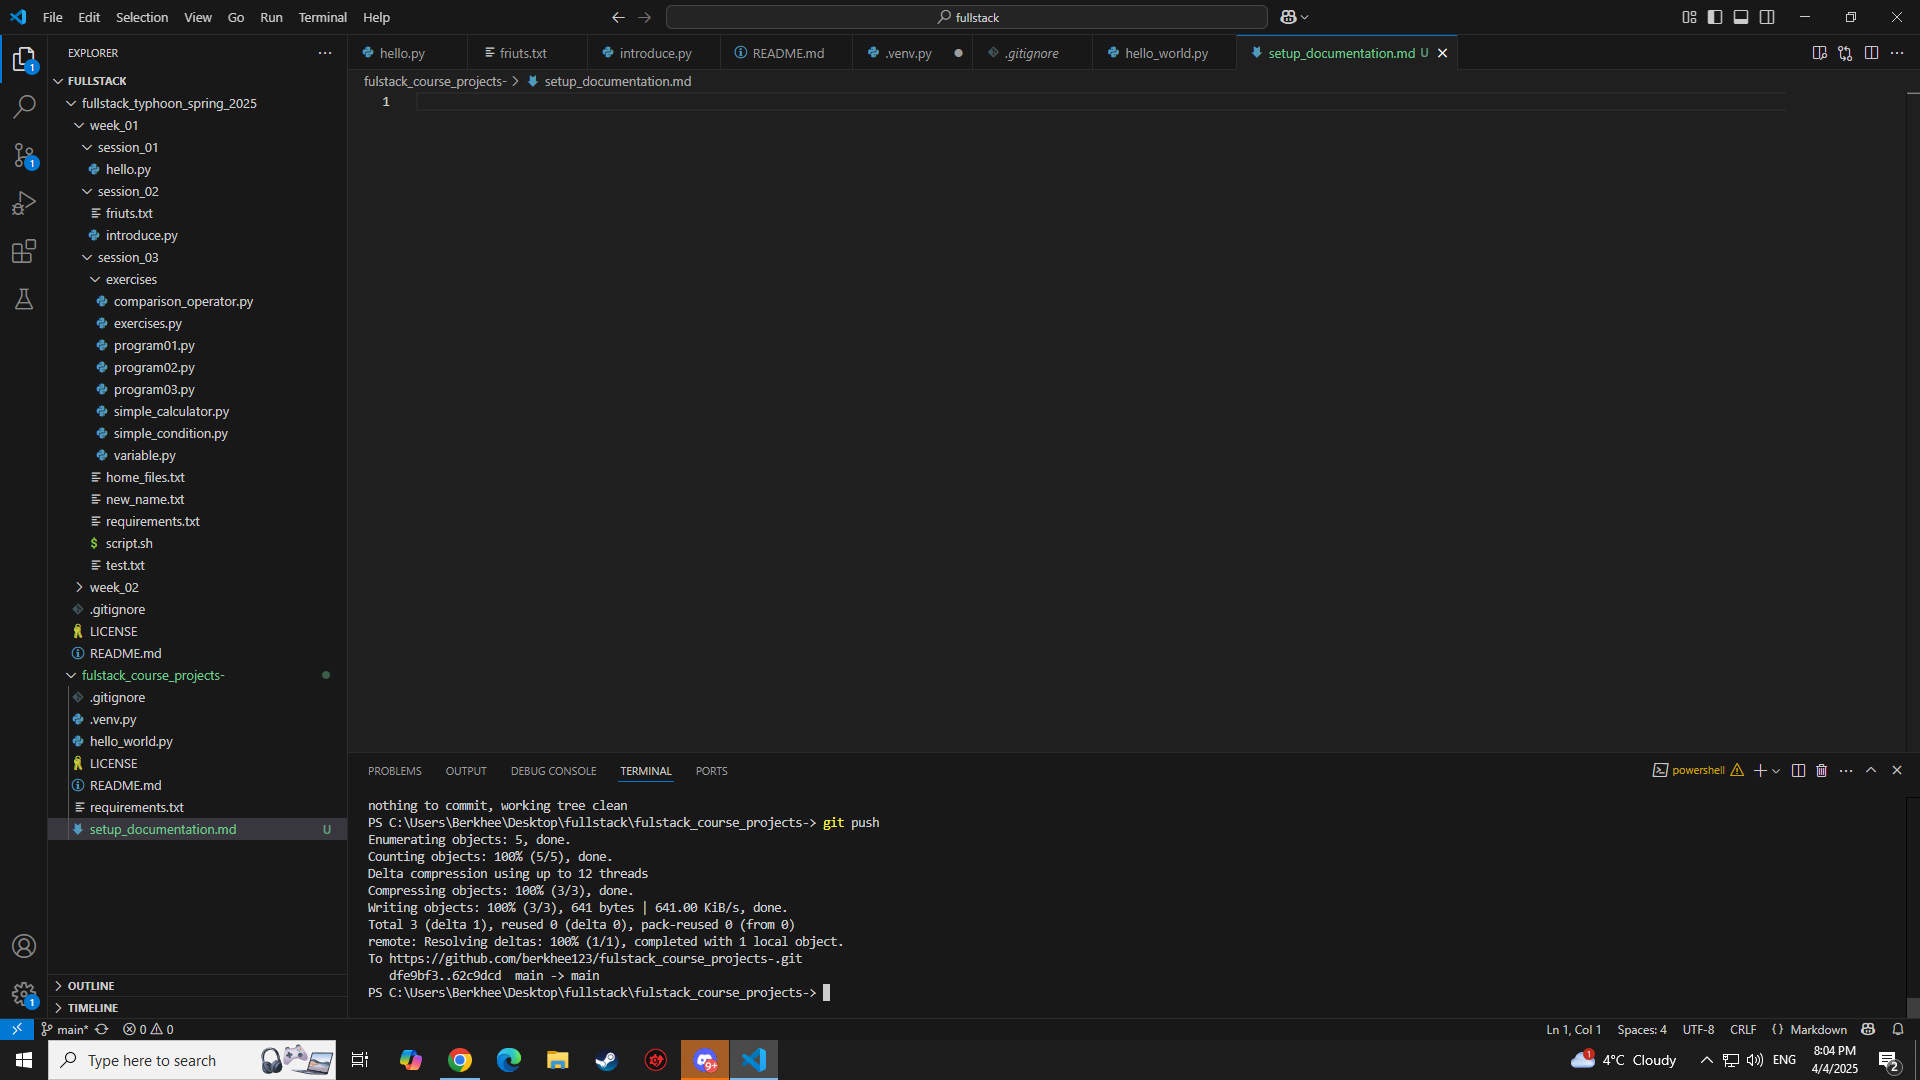 File Edit Selection View Go Run Terminal Help
fullstack
EXPLORER
hello.py
friuts.txt
introduce.py
README.md
.venv.py
.gitignore
hello_world.py
setup_documentation.md U
fulstack_course_projects- > setup_documentation.md
1
FULLSTACK
fullstack_typhoon_spring_2025
week_01
session_01
hello.py
session_02
friuts.txt
introduce.py
session_03
exercises
comparison_operator.py
exercises.py
program01.py
program02.py
program03.py
simple_calculator.py
simple_condition.py
variable.py
home_files.txt
new_name.txt
requirements.txt
$ script.sh
test.txt
week_02
.gitignore
LICENSE
README.md
fulstack_course_projects-
.gitignore
.venv.py
hello_world.py
LICENSE
README.md
requirements.txt
setup_documentation.md U
OUTLINE
TIMELINE
1
1
1
PROBLEMS OUTPUT DEBUG CONSOLE TERMINAL PORTS
powershell
nothing to commit, working tree clean
PS C:\Users\Berkhee\Desktop\fullstack\fulstack_course_projects-> git push
Enumerating objects: 5, done.
Counting objects: 100% (5/5), done.
Delta compression using up to 12 threads
Compressing objects: 100% (3/3), done.
Writing objects: 100% (3/3), 641 bytes | 641.00 KiB/s, done.
Total 3 (delta 1), reused 0 (delta 0), pack-reused 0 (from 0)
remote: Resolving deltas: 100% (1/1), completed with 1 local object.
To https://github.com/berkhee123/fulstack_course_projects-.git
dfe9bf3..62c9dcd main -> main
PS C:\Users\Berkhee\Desktop\fullstack\fulstack_course_projects->
main* 0 0
Ln 1, Col 1 Spaces: 4 UTF-8 CRLF {} Markdown
Type here to search
9+
1
4°C Cloudy
ENG
8:04 PM
4/4/2025
2